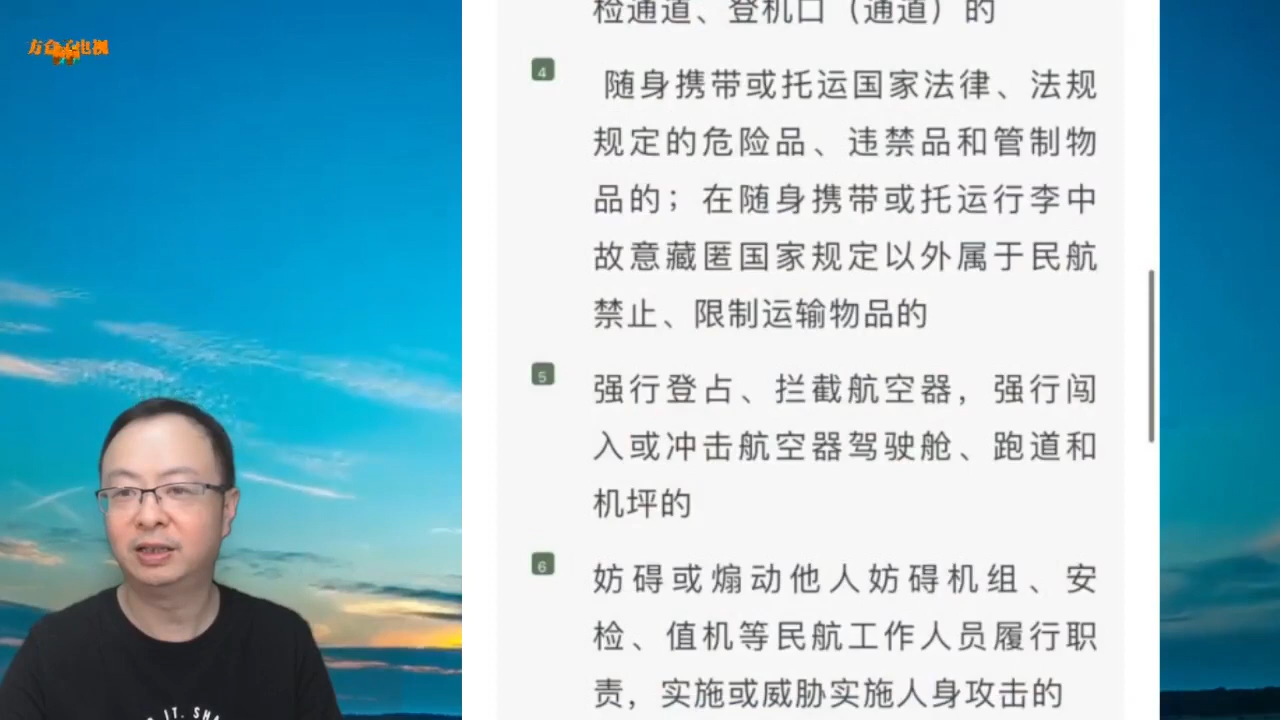 检通道、登机口（通道）的
4
随身携带或托运国家法律、法规
规定的危险品、违禁品和管制物
品的；在随身携带或托运行李中
故意藏匿国家规定以外属于民航
禁止、限制运输物品的
5
强行登占、拦截航空器，强行闯
入或冲击航空器驾驶舱、跑道和
机坪的
6
妨碍或煽动他人妨碍机组、安
检、值机等民航工作人员履行职
责，实施或威胁实施人身攻击的